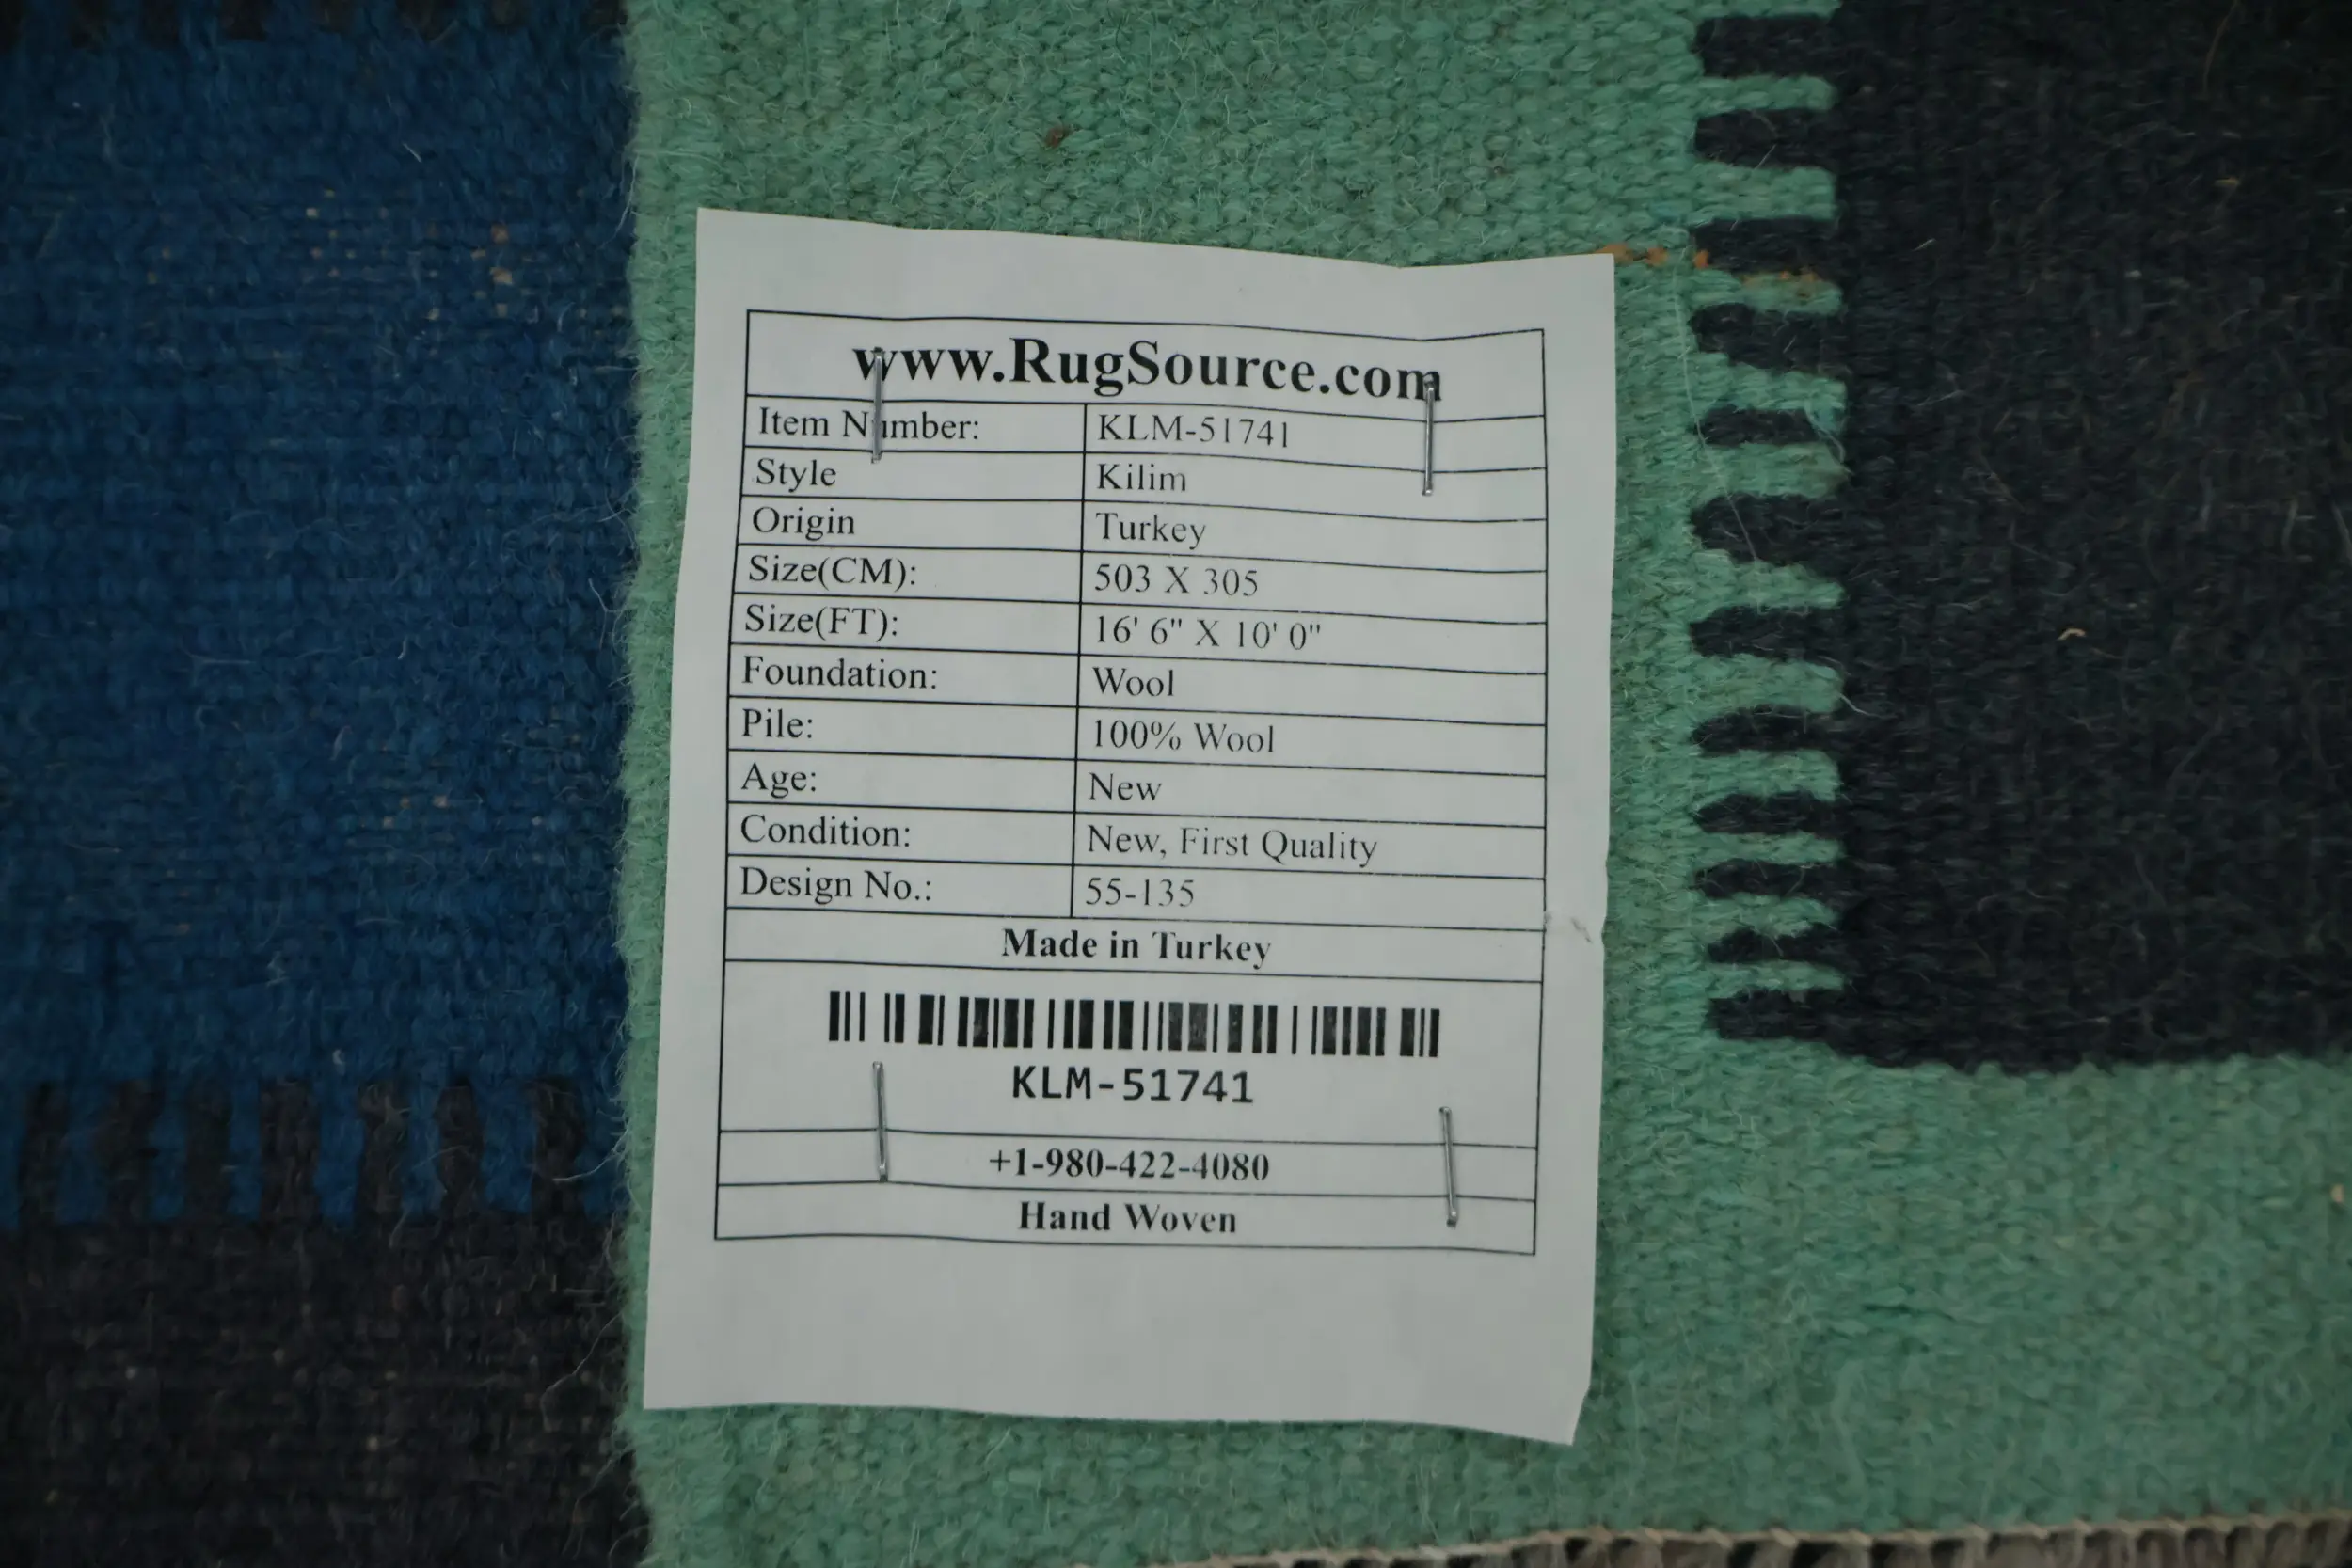 www.RugSource.com
Item Number: KLM-51741
Style Kilim
Origin Turkey
Size(CM): 503 X 305
Size(FT): 16' 6" X 10' 0"
Foundation: Wool
Pile: 100% Wool
Age: New
Condition: New, First Quality
Design No.: 55-135
Made in Turkey
KLM-51741
+1-980-422-4080
Hand Woven